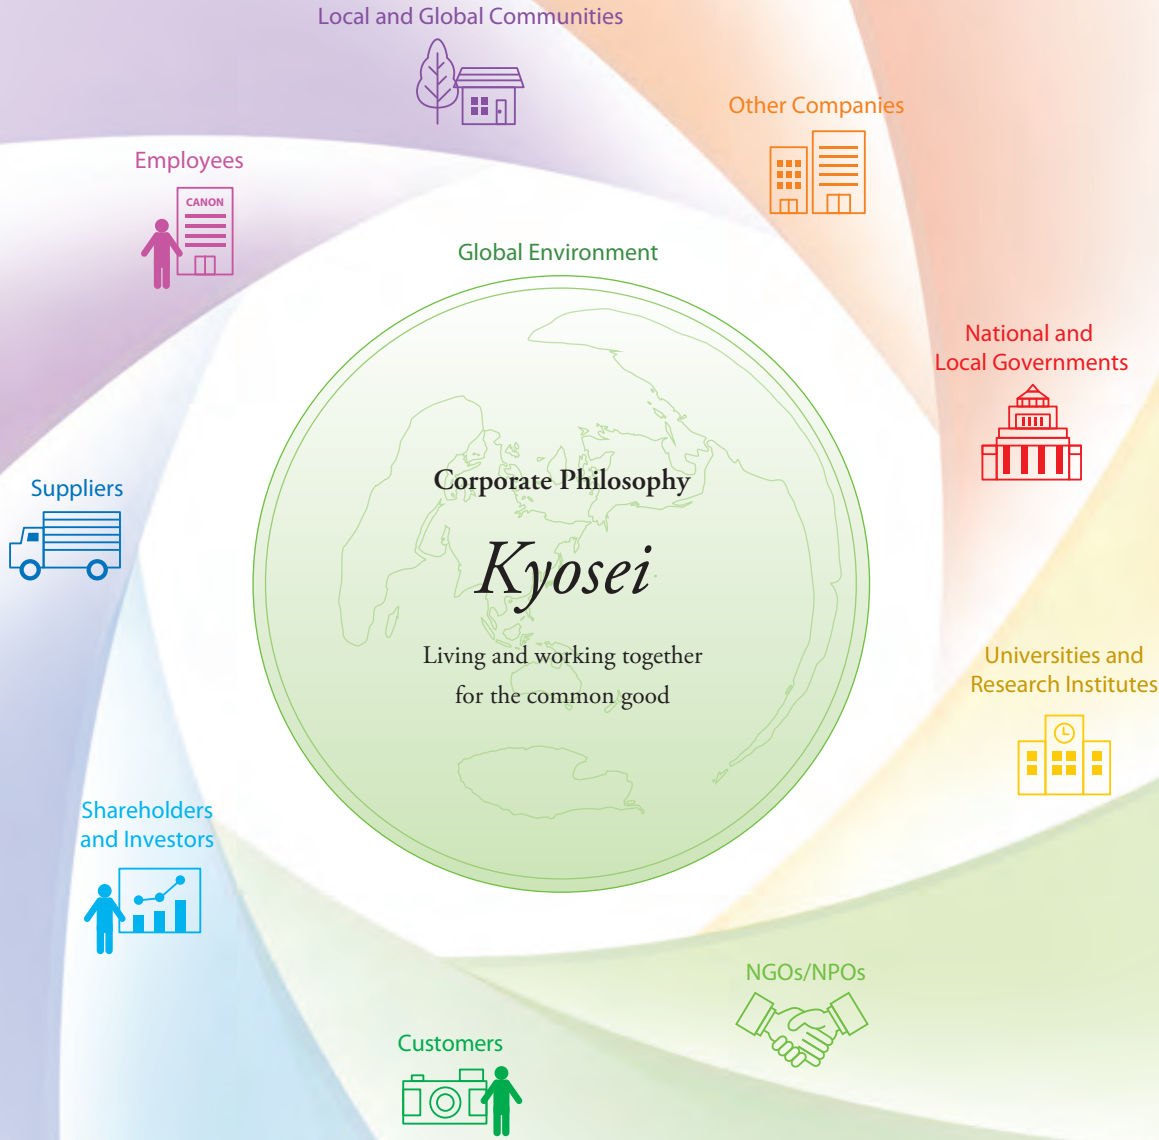 Local and Global Communities
Other Companies
Employees
CANON
Global Environment
National and
Local Governments
Corporate Philosophy
Suppliers
Kyosei
Living and working together
for the common good
Universities and
Research Institutes
Shareholders
and Investors
NGOs/NPOs
Customers